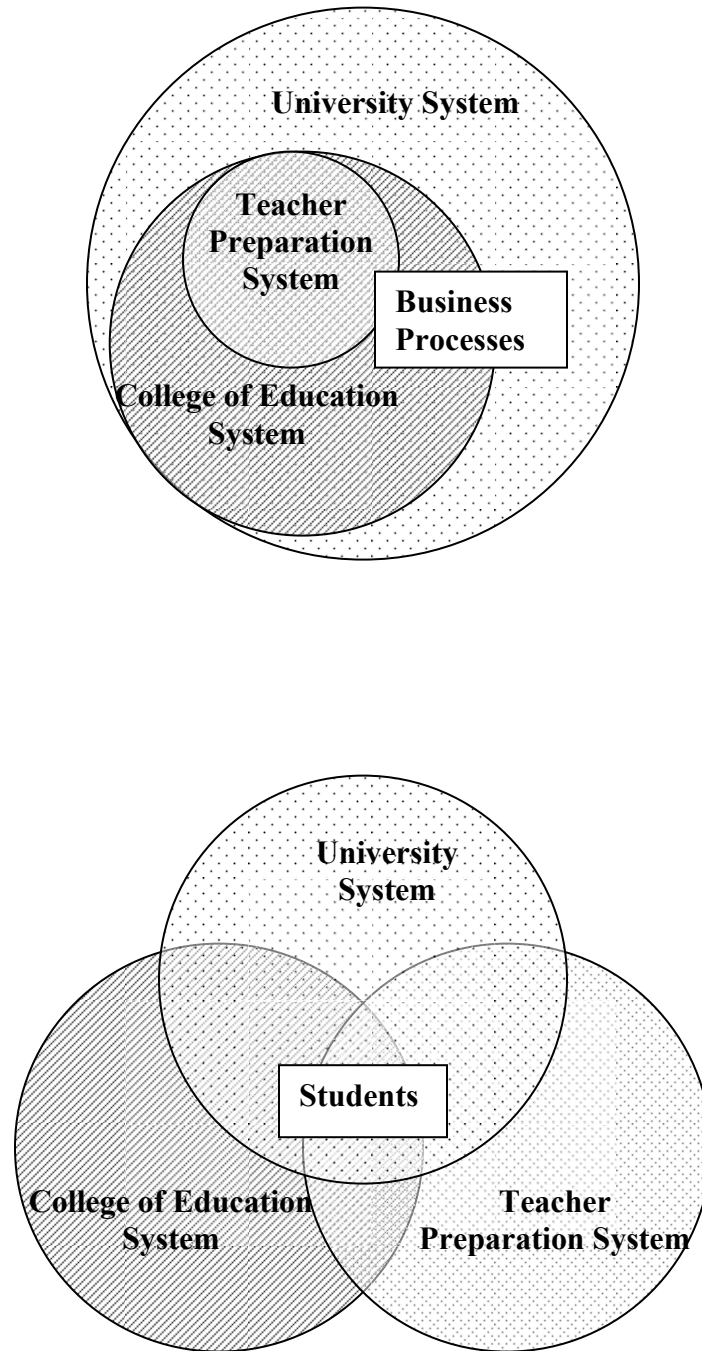 University System
Teacher
Preparation
System
Business
Processes
College of Education
System
University
System
Students
College of Education
System
Teacher
Preparation System